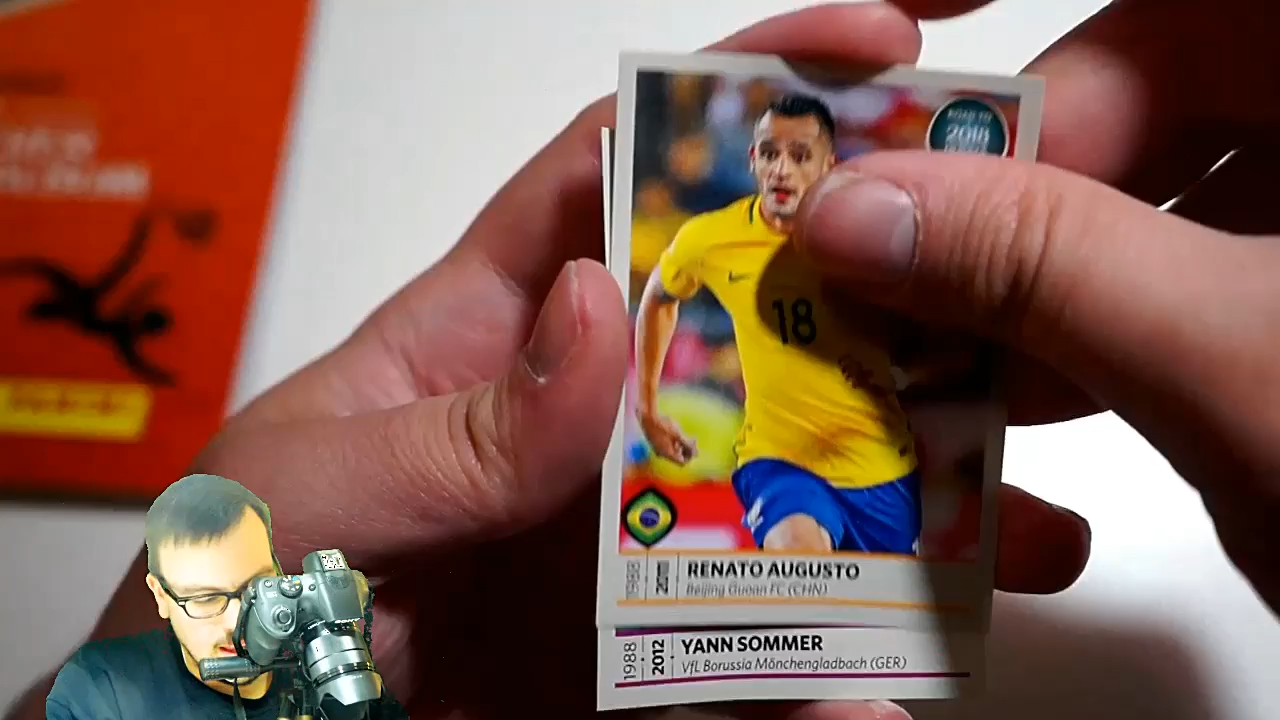 ROAD TO
2018
18
1988
2011
RENATO AUGUSTO
Beijing Guoan FC (CHN)
1988
2012
YANN SOMMER
VfL Borussia Mönchengladbach (GER)